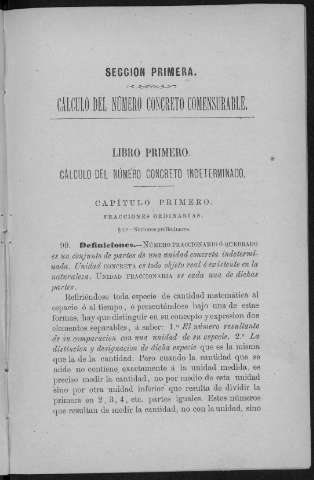 SECCIÓN PRIMERA.
CÁLCULO DEL NÚMERO CONCRETO COMENSURABLE.
LIBRO PRIMERO.
CÁLCULO DEL NÚMERO CONCRETO INDETERMINADO.
CAPÍTULO PRIMERO.
FRACCIONES ORDINARIAS.
§ 1.º—Nociones preliminares.
90. Definiciones.—NÚMERO FRACCIONARIO Ó QUEBRADO
es un conjunto de partes de una unidad concreta indetermi-
nada. Unidad CONCRETA es todo objeto real existente en la
naturaleza. UNIDAD FRACCIONARIA es cada una de dichas
partes.
Refiriéndose toda especie de cantidad matemática al
espacio ó al tiempo, ó presentándose bajo una de estas
formas, hay que distinguir en su concepto y expresion dos
elementos separables, á saber: 1.º El número resultante
de su comparacion con una unidad de su especie. 2.º La
distincion y designacion de dicha especie que es la misma
que la de la cantidad. Pero cuando la cantidad que se
mide no contiene exactamente á la unidad medida, es
preciso medir la cantidad, no por medio de esta unidad
sino por otra unidad inferior que resulta de dividir la
primera en 2, 3, 4, etc. partes iguales. Estos números
que resultan de medir la cantidad, no con la unidad, sino